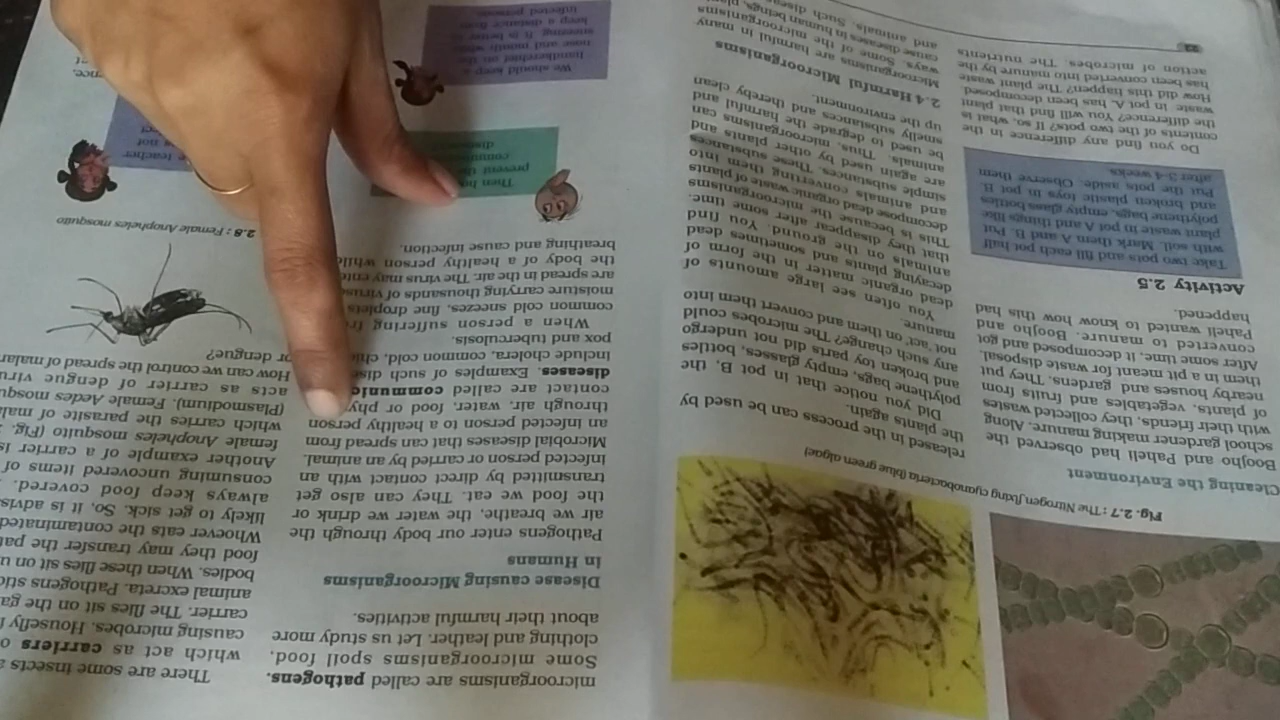 Fig. 2.7 : The Nitrogen fixing cyanobacteria (blue green algae)
Cleaning the Environment
Boojho and Paheli had observed the
school gardener making manure. Along
with their friends, they collected wastes
of plants, vegetables and fruits from
nearby houses and gardens. They put
them in a pit meant for waste disposal.
After some time, it decomposed and got
converted to manure. Boojho and
Paheli wanted to know how this had
happened.
Activity 2.5
Take two pots and fill each pot half
with soil. Mark them A and B. Put
plant waste in pot A and things like
polythene bags, empty glass bottles
and broken plastic toys in pot B.
Put the pots aside. Observe them
after 3-4 weeks.
Do you find any difference in the
contents of the two pots? If so, what is
the difference? You will find that plant
waste in pot A has been decomposed.
How did this happen? The plant waste
has been converted into manure by the
action of microbes. The nutrients
22
released in the process can be used by
the plants again.
Did you notice that in pot B, the
polythene bags, empty glasses, bottles
and broken toy parts did not undergo
any such change? The microbes could
not 'act' on them and convert them into
manure.
You often see large amounts of
dead organic matter in the form of
decaying plants and sometimes dead
animals on the ground. You find
that they disappear after some time.
This is because the microorganisms
decompose dead organic waste of plants
and animals converting them into
simple substances. These substances
are again used by other plants and
animals. Thus, microorganisms can
be used to degrade the harmful and
smelly substances and thereby clean
up the environment.
2.4 Harmful Microorganisms
Microorganisms are harmful in many
ways. Some of the microorganisms
cause diseases in human beings,
and animals. Such
microorganisms are called pathogens.
Some microorganisms spoil food,
clothing and leather. Let us study more
about their harmful activities.
Disease causing Microorganisms
in Humans
Pathogens enter our body through the
air we breathe, the water we drink or
the food we eat. They can also get
transmitted by direct contact with an
infected person or carried by an animal.
Microbial diseases that can spread from
an infected person to a healthy person
through air, water, food or
contact are called
diseases. Examples of such
include cholera, common cold,
pox and tuberculosis.
When a person suffering
common cold sneezes, fine droplets
moisture carrying thousands of
are spread in the air. The virus may
the body of a healthy person while
breathing and cause infection.
Then
prevent the
We should keep a
handkerchief on the
nose and mouth while
sneezing. It is better to
keep a distance from
infected persons.
There are some insects
which act as carriers
causing microbes. Housefly
carrier. The flies sit on the
animal excreta. Pathogens
bodies. When these flies sit on
food they may transfer the
Whoever eats the contaminated
likely to get sick. So, it is
always keep food covered.
consuming uncovered items of
Another example of a carrier is
female Anopheles mosquito (Fig.
which carries the parasite of
(Plasmodium). Female Aedes
acts as carrier of dengue
How can we control the spread of
or dengue?
2.8 : Female Anopheles mosquito
teacher
not